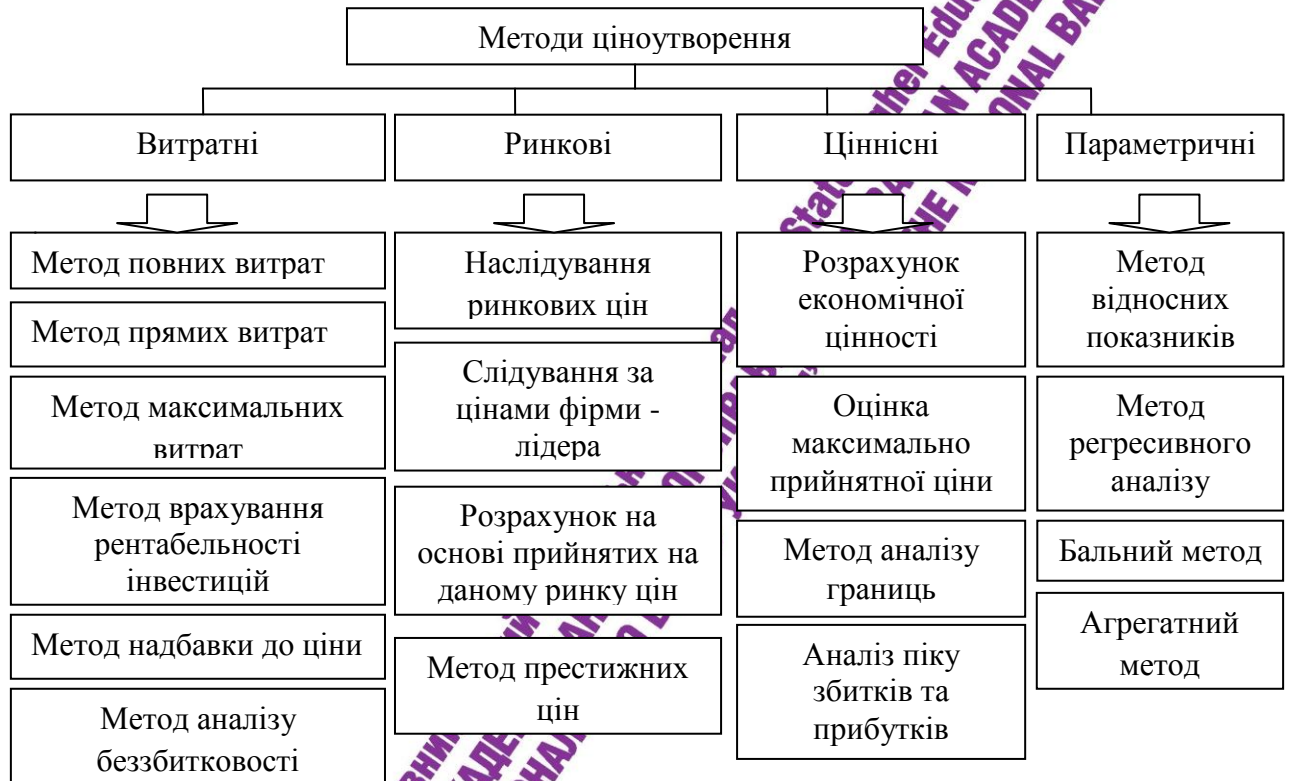 Методи ціноутворення
Витратні
Ринкові
Ціннісні
Параметричні
Метод повних витрат
Метод прямих витрат
Метод максимальних
витрат
Метод врахування
рентабельності
інвестицій
Метод надбавки до ціни
Метод аналізу
беззбитковості
Наслідування
ринкових цін
Слідування за
цінами фірми -
лідера
Розрахунок на
основі прийнятих на
даному ринку цін
Метод престижних
цін
Розрахунок
економічної
цінності
Оцінка
максимально
прийнятної ціни
Метод аналізу
границь
Аналіз піку
збитків та
прибутків
Метод
відносних
показників
Метод
регресивного
аналізу
Бальний метод
Агрегатний
метод